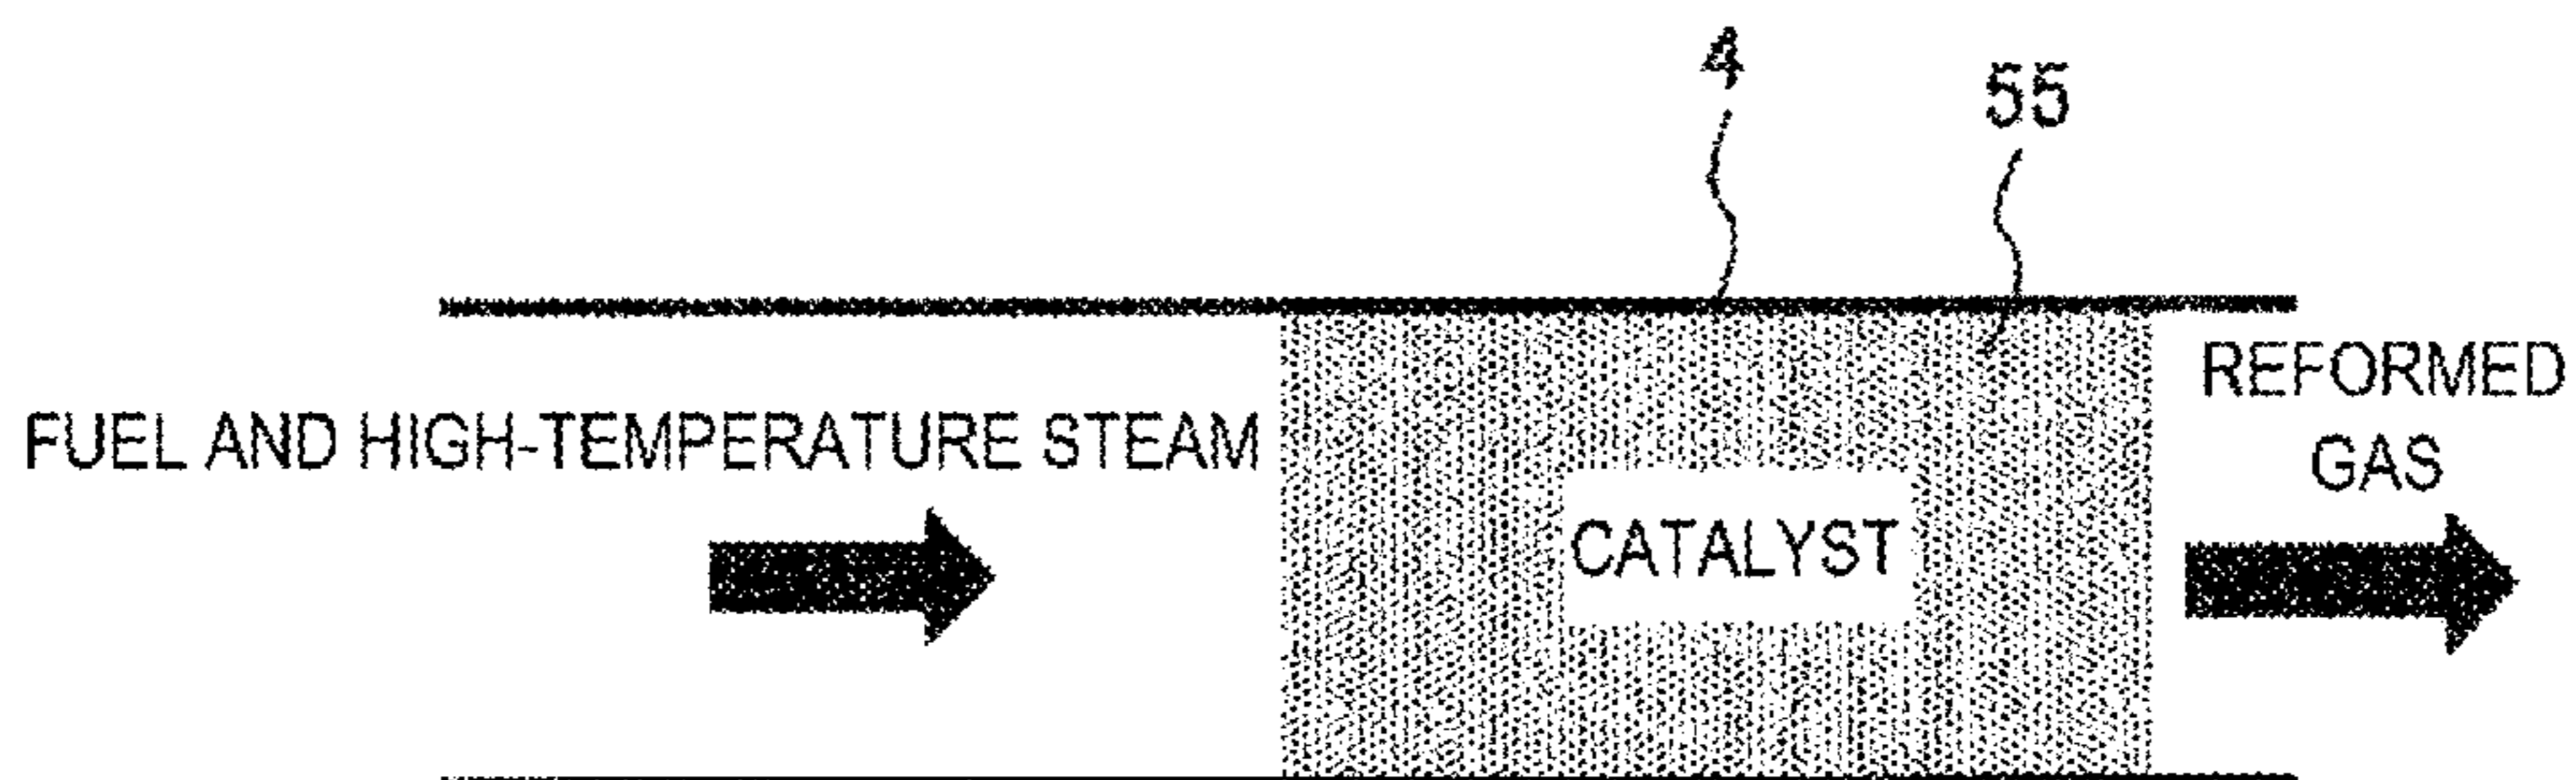 4
55
FUEL AND HIGH-TEMPERATURE STEAM
REFORMED
GAS
CATALYST